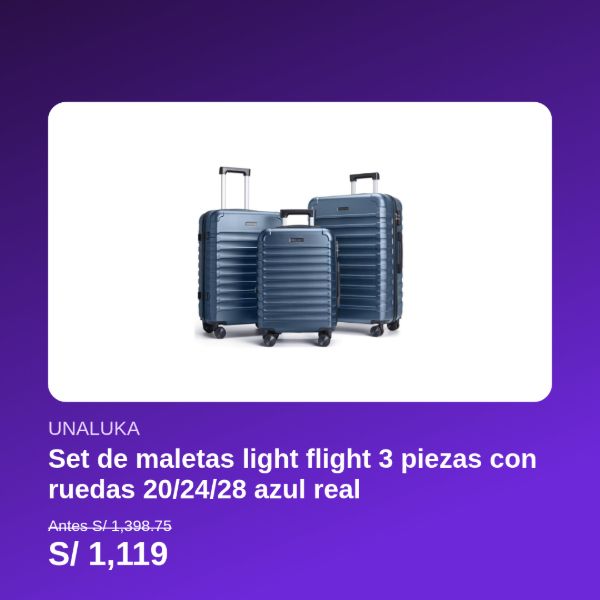 UNALUKA
Set de maletas light flight 3 piezas con
ruedas 20/24/28 azul real
Antes S/ 1,398.75
S/ 1,119